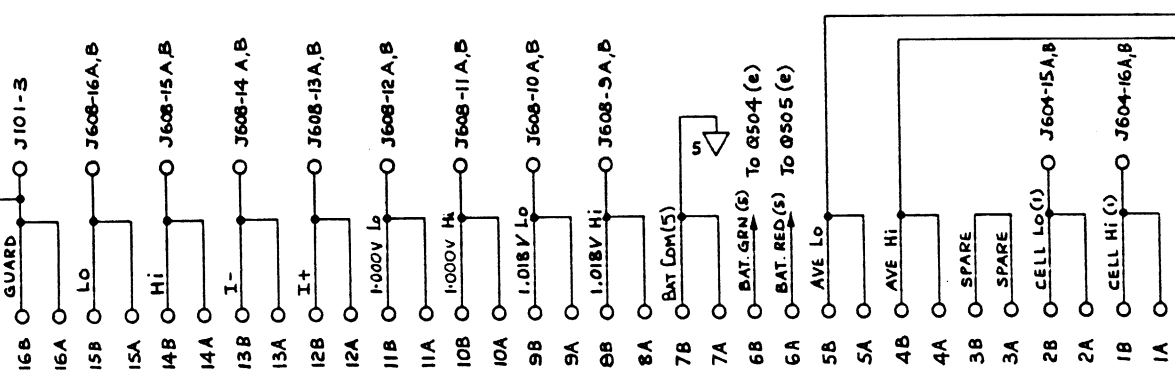 J101-3
J608-16A,B
J608-15A,B
J608-14A,B
J608-13A,B
J608-12A,B
J608-11A,B
J608-10A,B
J608-9A,B
5
To Q504(e)
To Q505(e)
J604-15A,B
J604-16A,B
GUARD
Lo
Hi
I-
I+
1.000V Lo
1.000V Hi
1.018V Lo
1.018V Hi
BAT COM(5)
BAT. GRN(5)
BAT. RED(5)
AVE Lo
AVE Hi
SPARE
SPARE
CELL Lo(1)
CELL Hi(1)
16B
16A
15B
15A
14B
14A
13B
13A
12B
12A
11B
11A
10B
10A
9B
9A
8B
8A
7B
7A
6B
6A
5B
5A
4B
4A
3B
3A
2B
2A
1B
1A